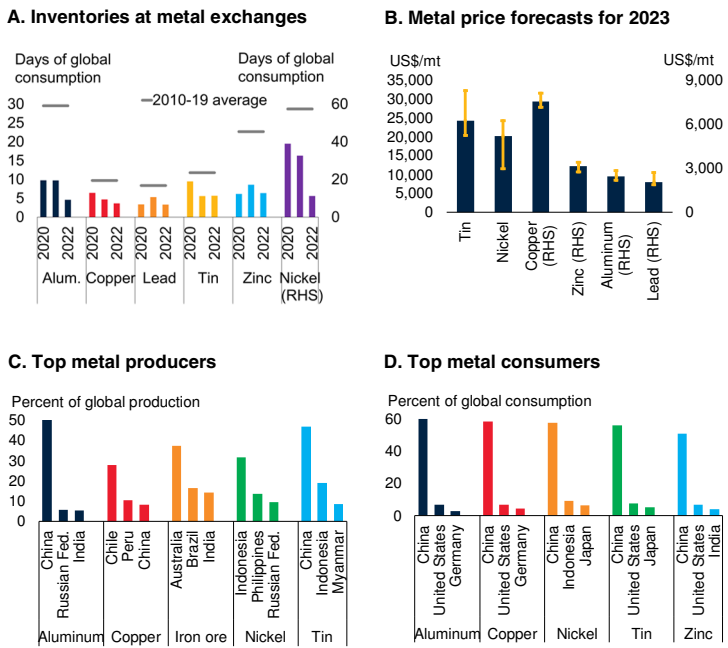 A. Inventories at metal exchanges
Days of global
consumption
Days of global
consumption
2010-19 average
30
25
20
15
10
5
0
60
40
20
0
2020
2022
2020
2022
2020
2022
2020
2022
2020
2022
2020
2022
Alum.
Copper
Lead
Tin
Zinc
Nickel
(RHS)
B. Metal price forecasts for 2023
US$/mt
US$/mt
35,000
30,000
25,000
20,000
15,000
10,000
5,000
0
9,000
6,000
3,000
0
Tin
Nickel
Copper
(RHS)
Zinc (RHS)
Aluminum
(RHS)
Lead (RHS)
C. Top metal producers
Percent of global production
50
40
30
20
10
0
China
Russian Fed.
India
Chile
Peru
China
Australia
Brazil
India
Indonesia
Philippines
Russian Fed.
China
Indonesia
Myanmar
Aluminum
Copper
Iron ore
Nickel
Tin
D. Top metal consumers
Percent of global consumption
60
40
20
0
China
United States
Germany
China
United States
Germany
China
Indonesia
Japan
China
United States
Japan
China
United States
India
Aluminum
Copper
Nickel
Tin
Zinc